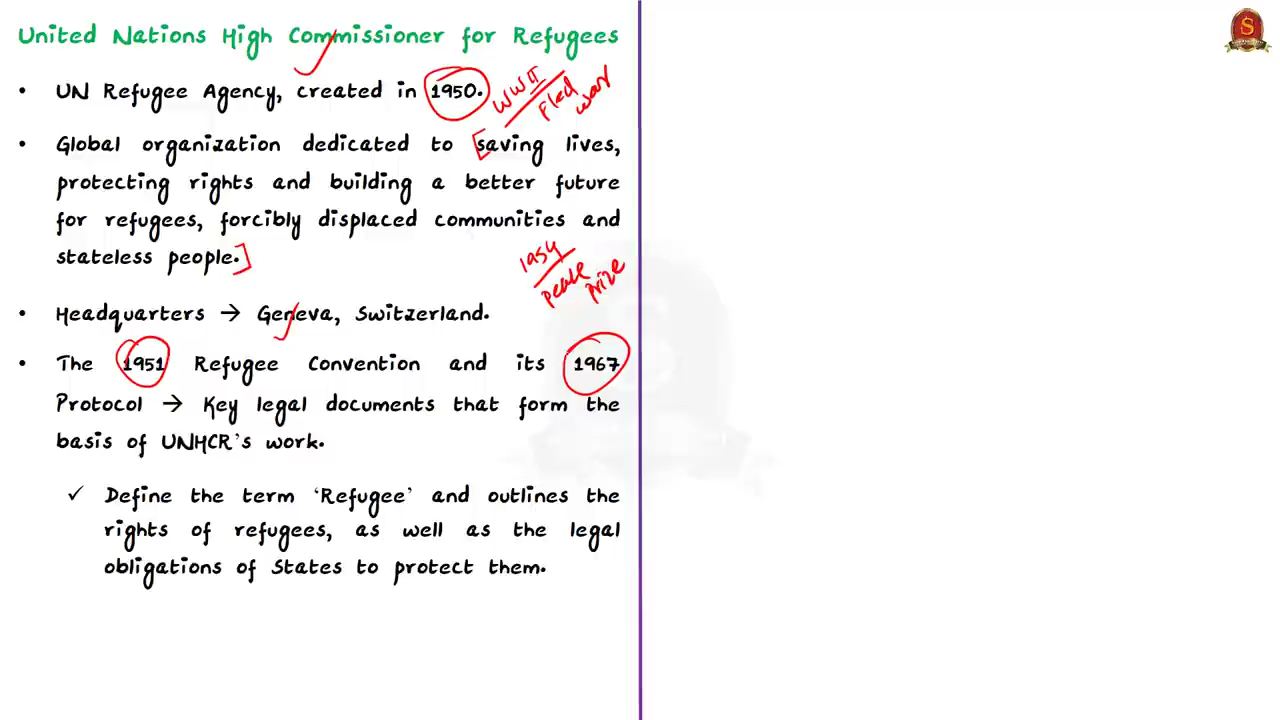 United Nations High Commissioner for Refugees
• UN Refugee Agency, created in 1950.
WWII
Fled war
• Global organization dedicated to [saving lives,
protecting rights and building a better future
for refugees, forcibly displaced communities and
stateless people.]
1954
peace prize
• Headquarters → Geneva, Switzerland.
• The 1951 Refugee Convention and its 1967
Protocol → Key legal documents that form the
basis of UNHCR's work.
✓ Define the term 'Refugee' and outlines the
rights of refugees, as well as the legal
obligations of States to protect them.
S